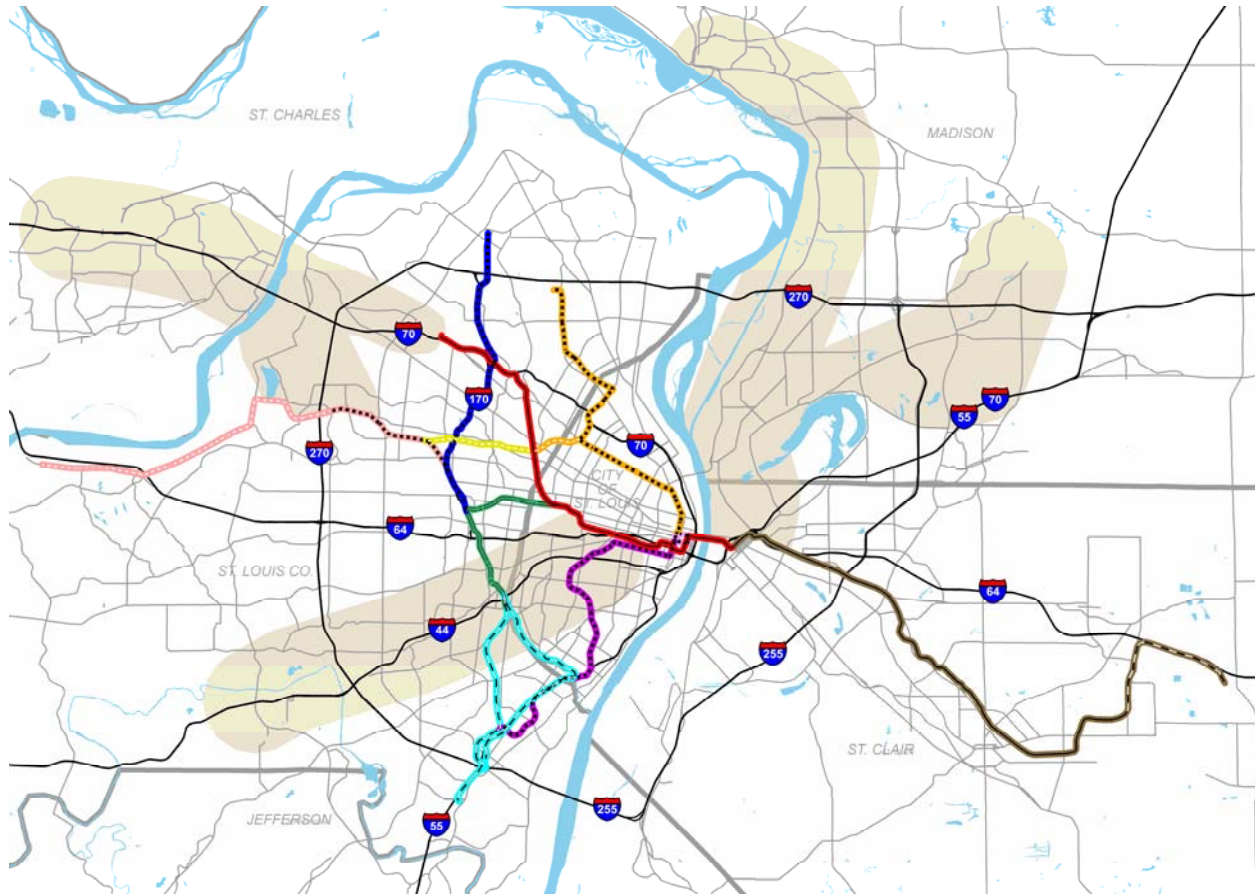 ST. CHARLES
MADISON
270
70
170
70
55
70
270
CITY
OF
ST. LOUIS
64
ST. LOUIS CO.
64
44
255
ST. CLAIR
255
JEFFERSON
55